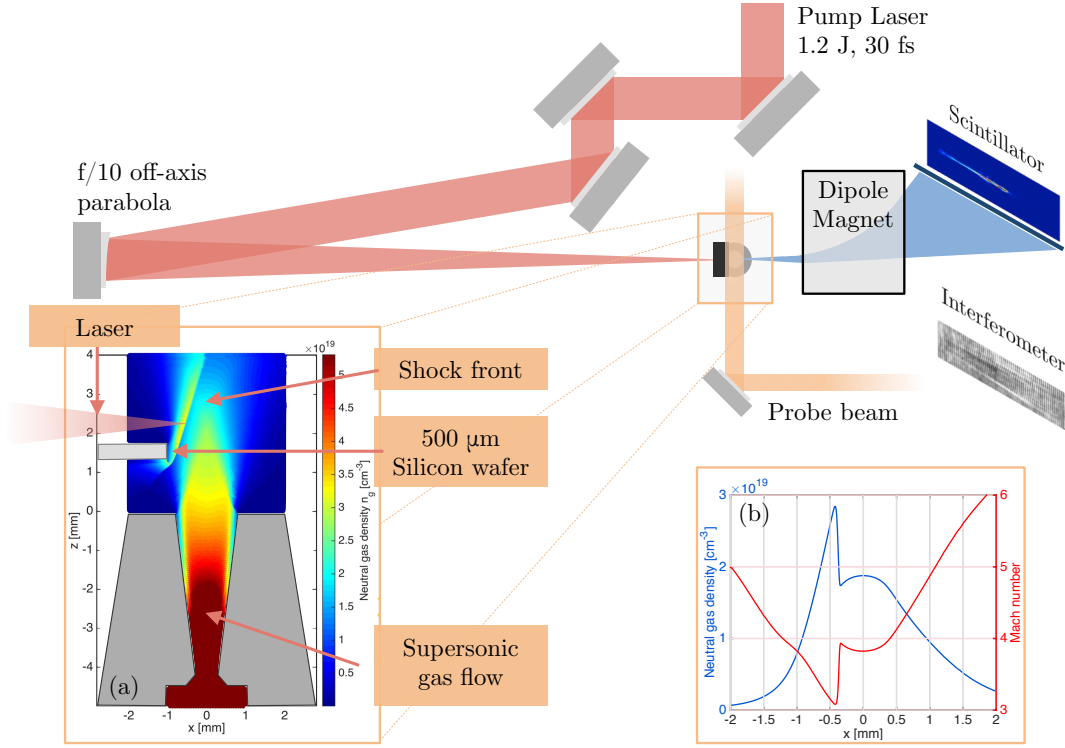 Pump Laser
1.2 J, 30 fs
f/10 off-axis
parabola
Scintillator
Dipole
Magnet
Interferometer
Probe beam
Laser
Shock front
500 µm
Silicon wafer
Supersonic
gas flow
×10^19
5
4.5
4
3.5
3
2.5
2
1.5
1
0.5
Neutral gas density n_g [cm^-3]
4
3
2
1
0
-1
-2
-3
-4
z [mm]
(a)
-2 -1 0 1 2
x [mm]
×10^19
(b)
3
2
1
0
Neutral gas density [cm^-3]
6
5
4
3
Mach number
-2 -1.5 -1 -0.5 0 0.5 1 1.5 2
x [mm]